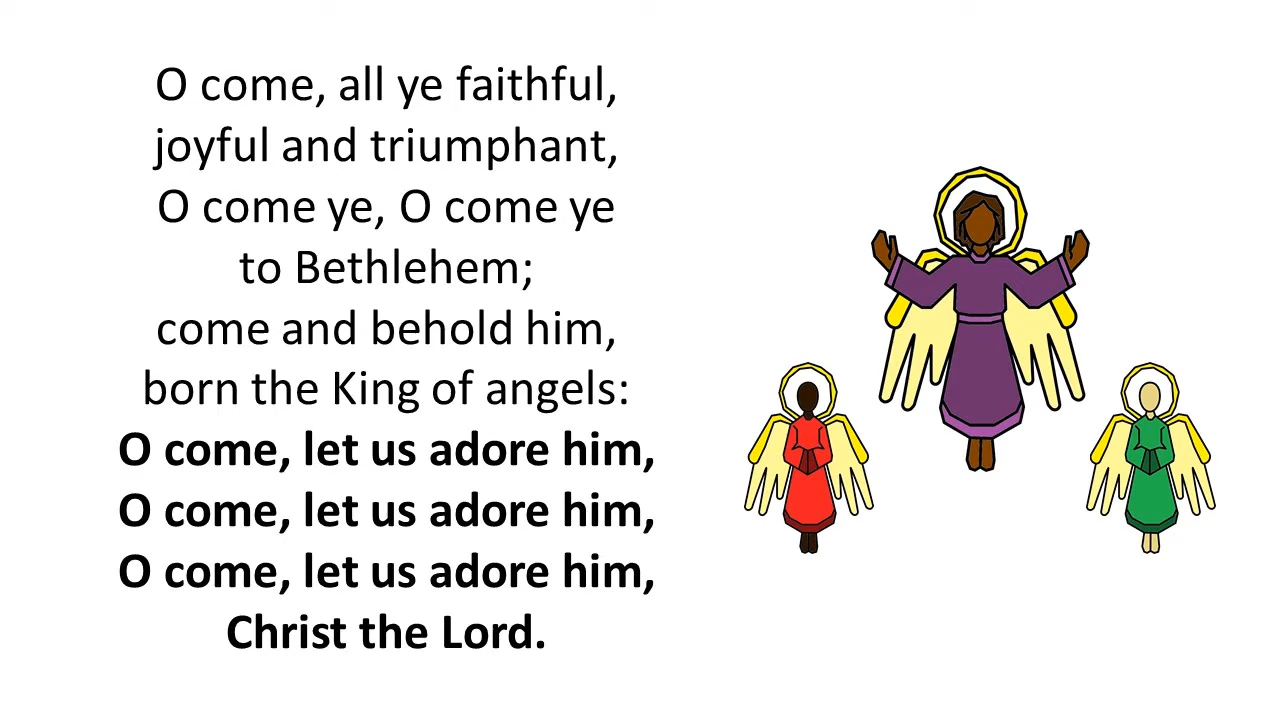 O come, all ye faithful,
joyful and triumphant,
O come ye, O come ye
to Bethlehem;
come and behold him,
born the King of angels:
O come, let us adore him,
O come, let us adore him,
O come, let us adore him,
Christ the Lord.